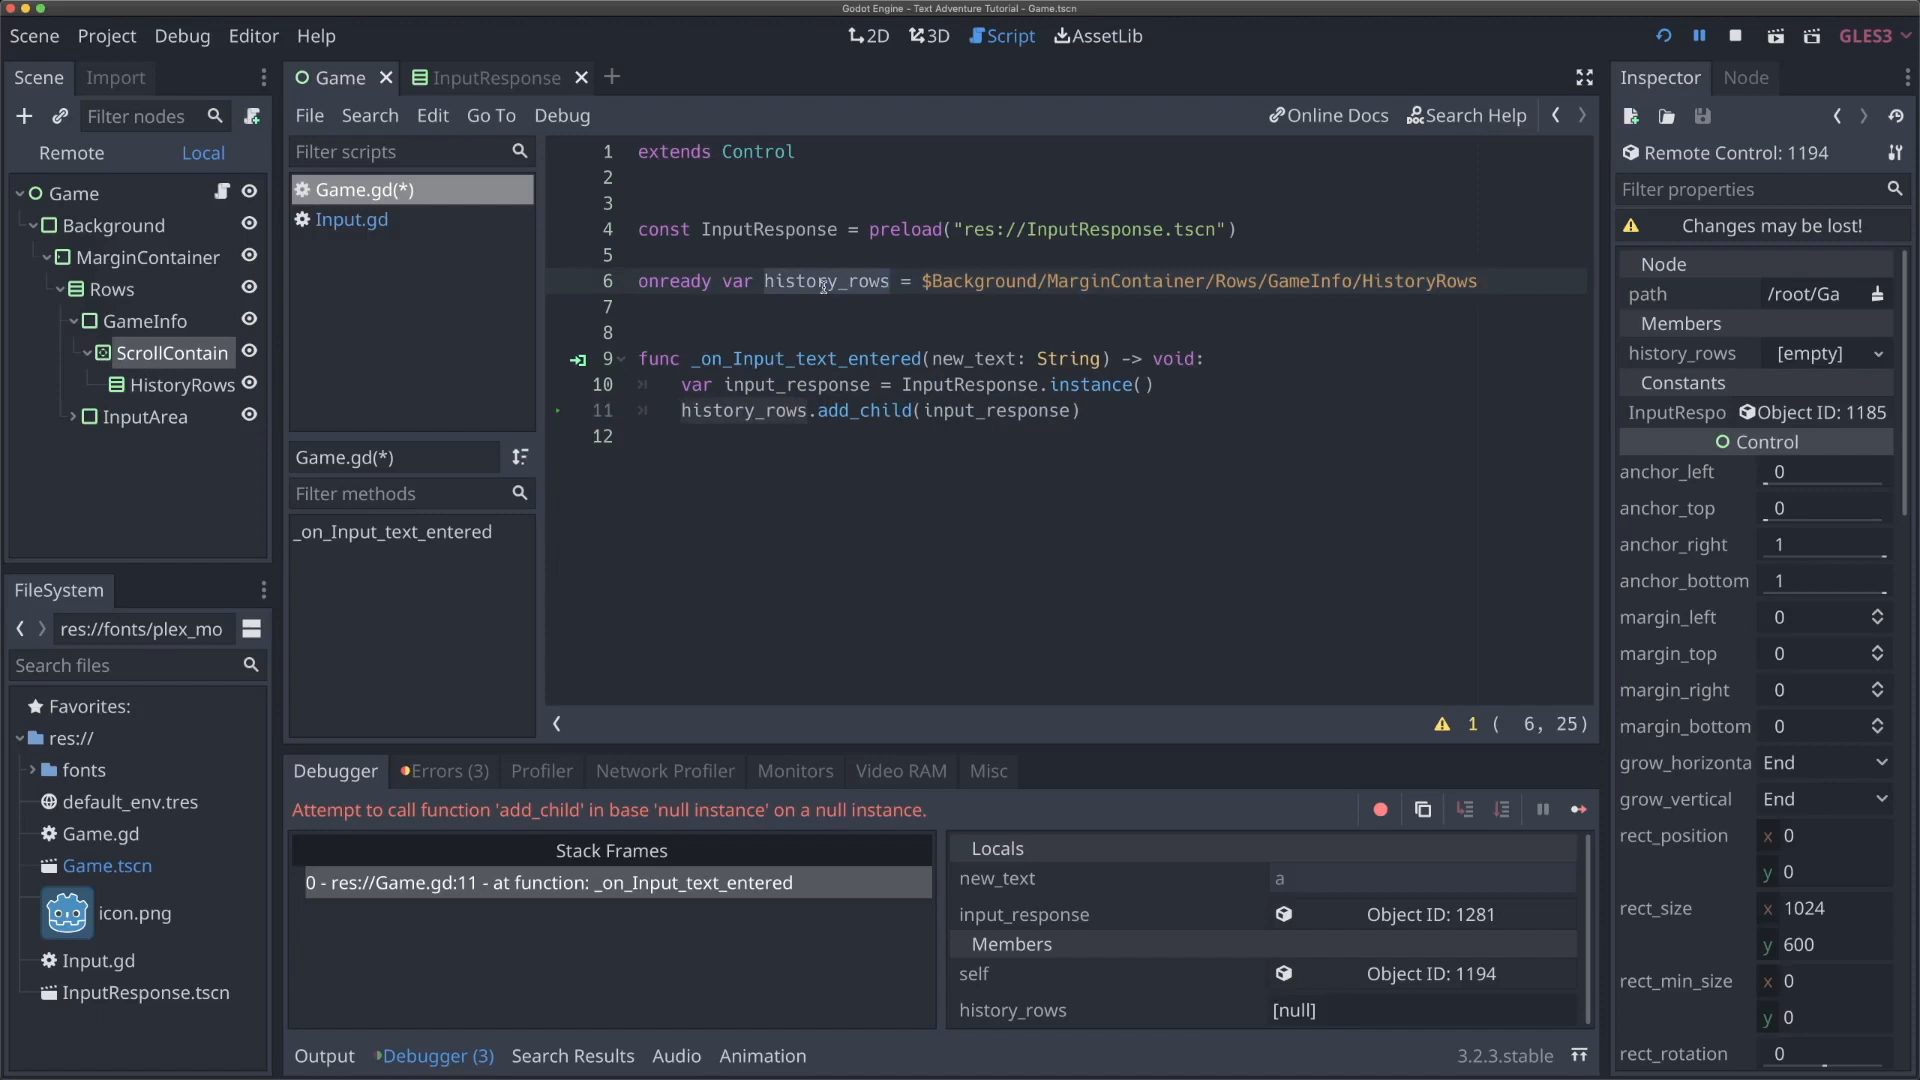 Godot Engine - Text Adventure Tutorial - Game.tscn
Scene Project Debug Editor Help
2D 3D Script AssetLib
GLES3
Scene Import
Filter nodes
Remote Local
Game
Background
MarginContainer
Rows
GameInfo
ScrollContain
HistoryRows
InputArea
FileSystem
res://fonts/plex_mo
Search files
Favorites:
res://
fonts
default_env.tres
Game.gd
Game.tscn
icon.png
Input.gd
InputResponse.tscn
Game InputResponse
File Search Edit Go To Debug
Online Docs Search Help
Filter scripts
Game.gd(*)
Input.gd
Game.gd(*)
Filter methods
_on_Input_text_entered
1 extends Control
2
3
4 const InputResponse = preload("res://InputResponse.tscn")
5
6 onready var history_rows = $Background/MarginContainer/Rows/GameInfo/HistoryRows
7
8
9 func _on_Input_text_entered(new_text: String) -> void:
10 var input_response = InputResponse.instance()
11 history_rows.add_child(input_response)
12
1 ( 6, 25)
Debugger Errors (3) Profiler Network Profiler Monitors Video RAM Misc
Attempt to call function 'add_child' in base 'null instance' on a null instance.
Stack Frames
0 - res://Game.gd:11 - at function: _on_Input_text_entered
Locals
new_text a
input_response Object ID: 1281
Members
self Object ID: 1194
history_rows [null]
Output Debugger (3) Search Results Audio Animation
3.2.3.stable
Inspector Node
Remote Control: 1194
Filter properties
Changes may be lost!
Node
path /root/Ga
Members
history_rows [empty]
Constants
InputRespo Object ID: 1185
Control
anchor_left 0
anchor_top 0
anchor_right 1
anchor_bottom 1
margin_left 0
margin_top 0
margin_right 0
margin_bottom 0
grow_horizonta End
grow_vertical End
rect_position x 0
y 0
rect_size x 1024
y 600
rect_min_size x 0
y 0
rect_rotation 0